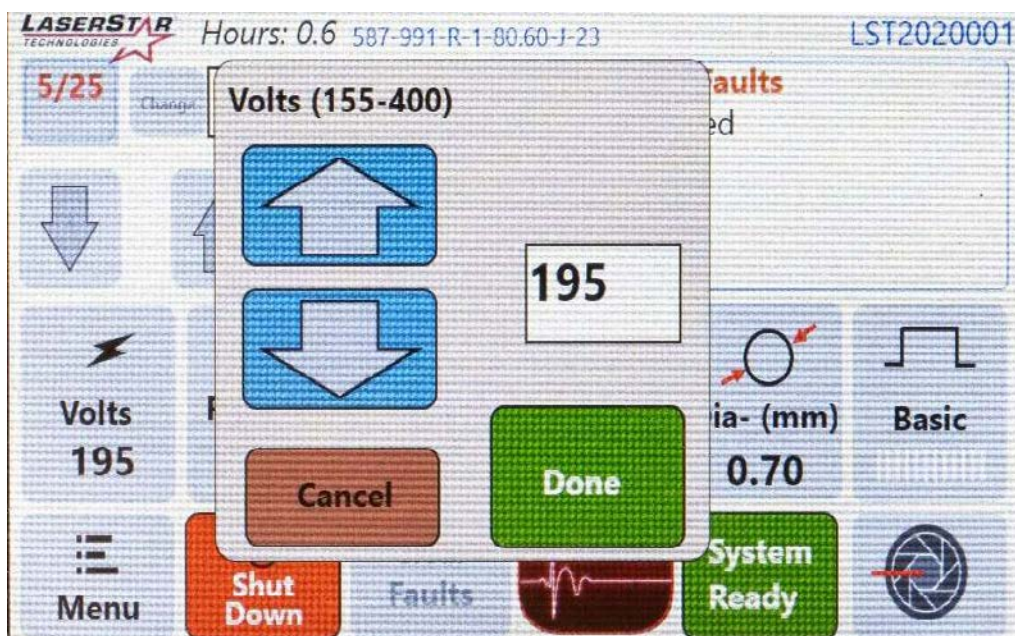 LASERSTAR
TECHNOLOGIES
Hours: 0.6 587-991-R-1-80.60-J-23 LST2020001
5/25
Change
aults
ed
Volts (155-400)
195
Cancel
Done
Volts
195
ia- (mm)
0.70
Basic
Menu
Shut
Down
Faults
System
Ready